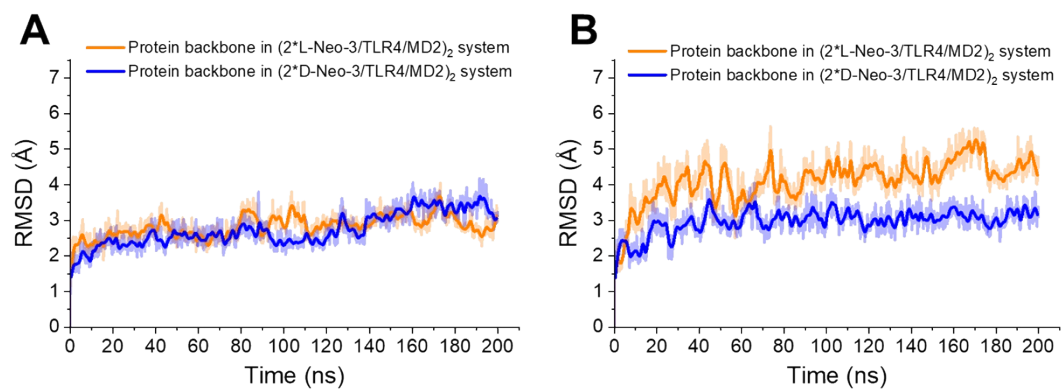 A
Protein backbone in (2*L-Neo-3/TLR4/MD2)2 system
Protein backbone in (2*D-Neo-3/TLR4/MD2)2 system
7
6
5
4
3
2
1
0
RMSD (Å)
0 20 40 60 80 100 120 140 160 180 200
Time (ns)
B
Protein backbone in (2*L-Neo-3/TLR4/MD2)2 system
Protein backbone in (2*D-Neo-3/TLR4/MD2)2 system
7
6
5
4
3
2
1
0
RMSD (Å)
0 20 40 60 80 100 120 140 160 180 200
Time (ns)